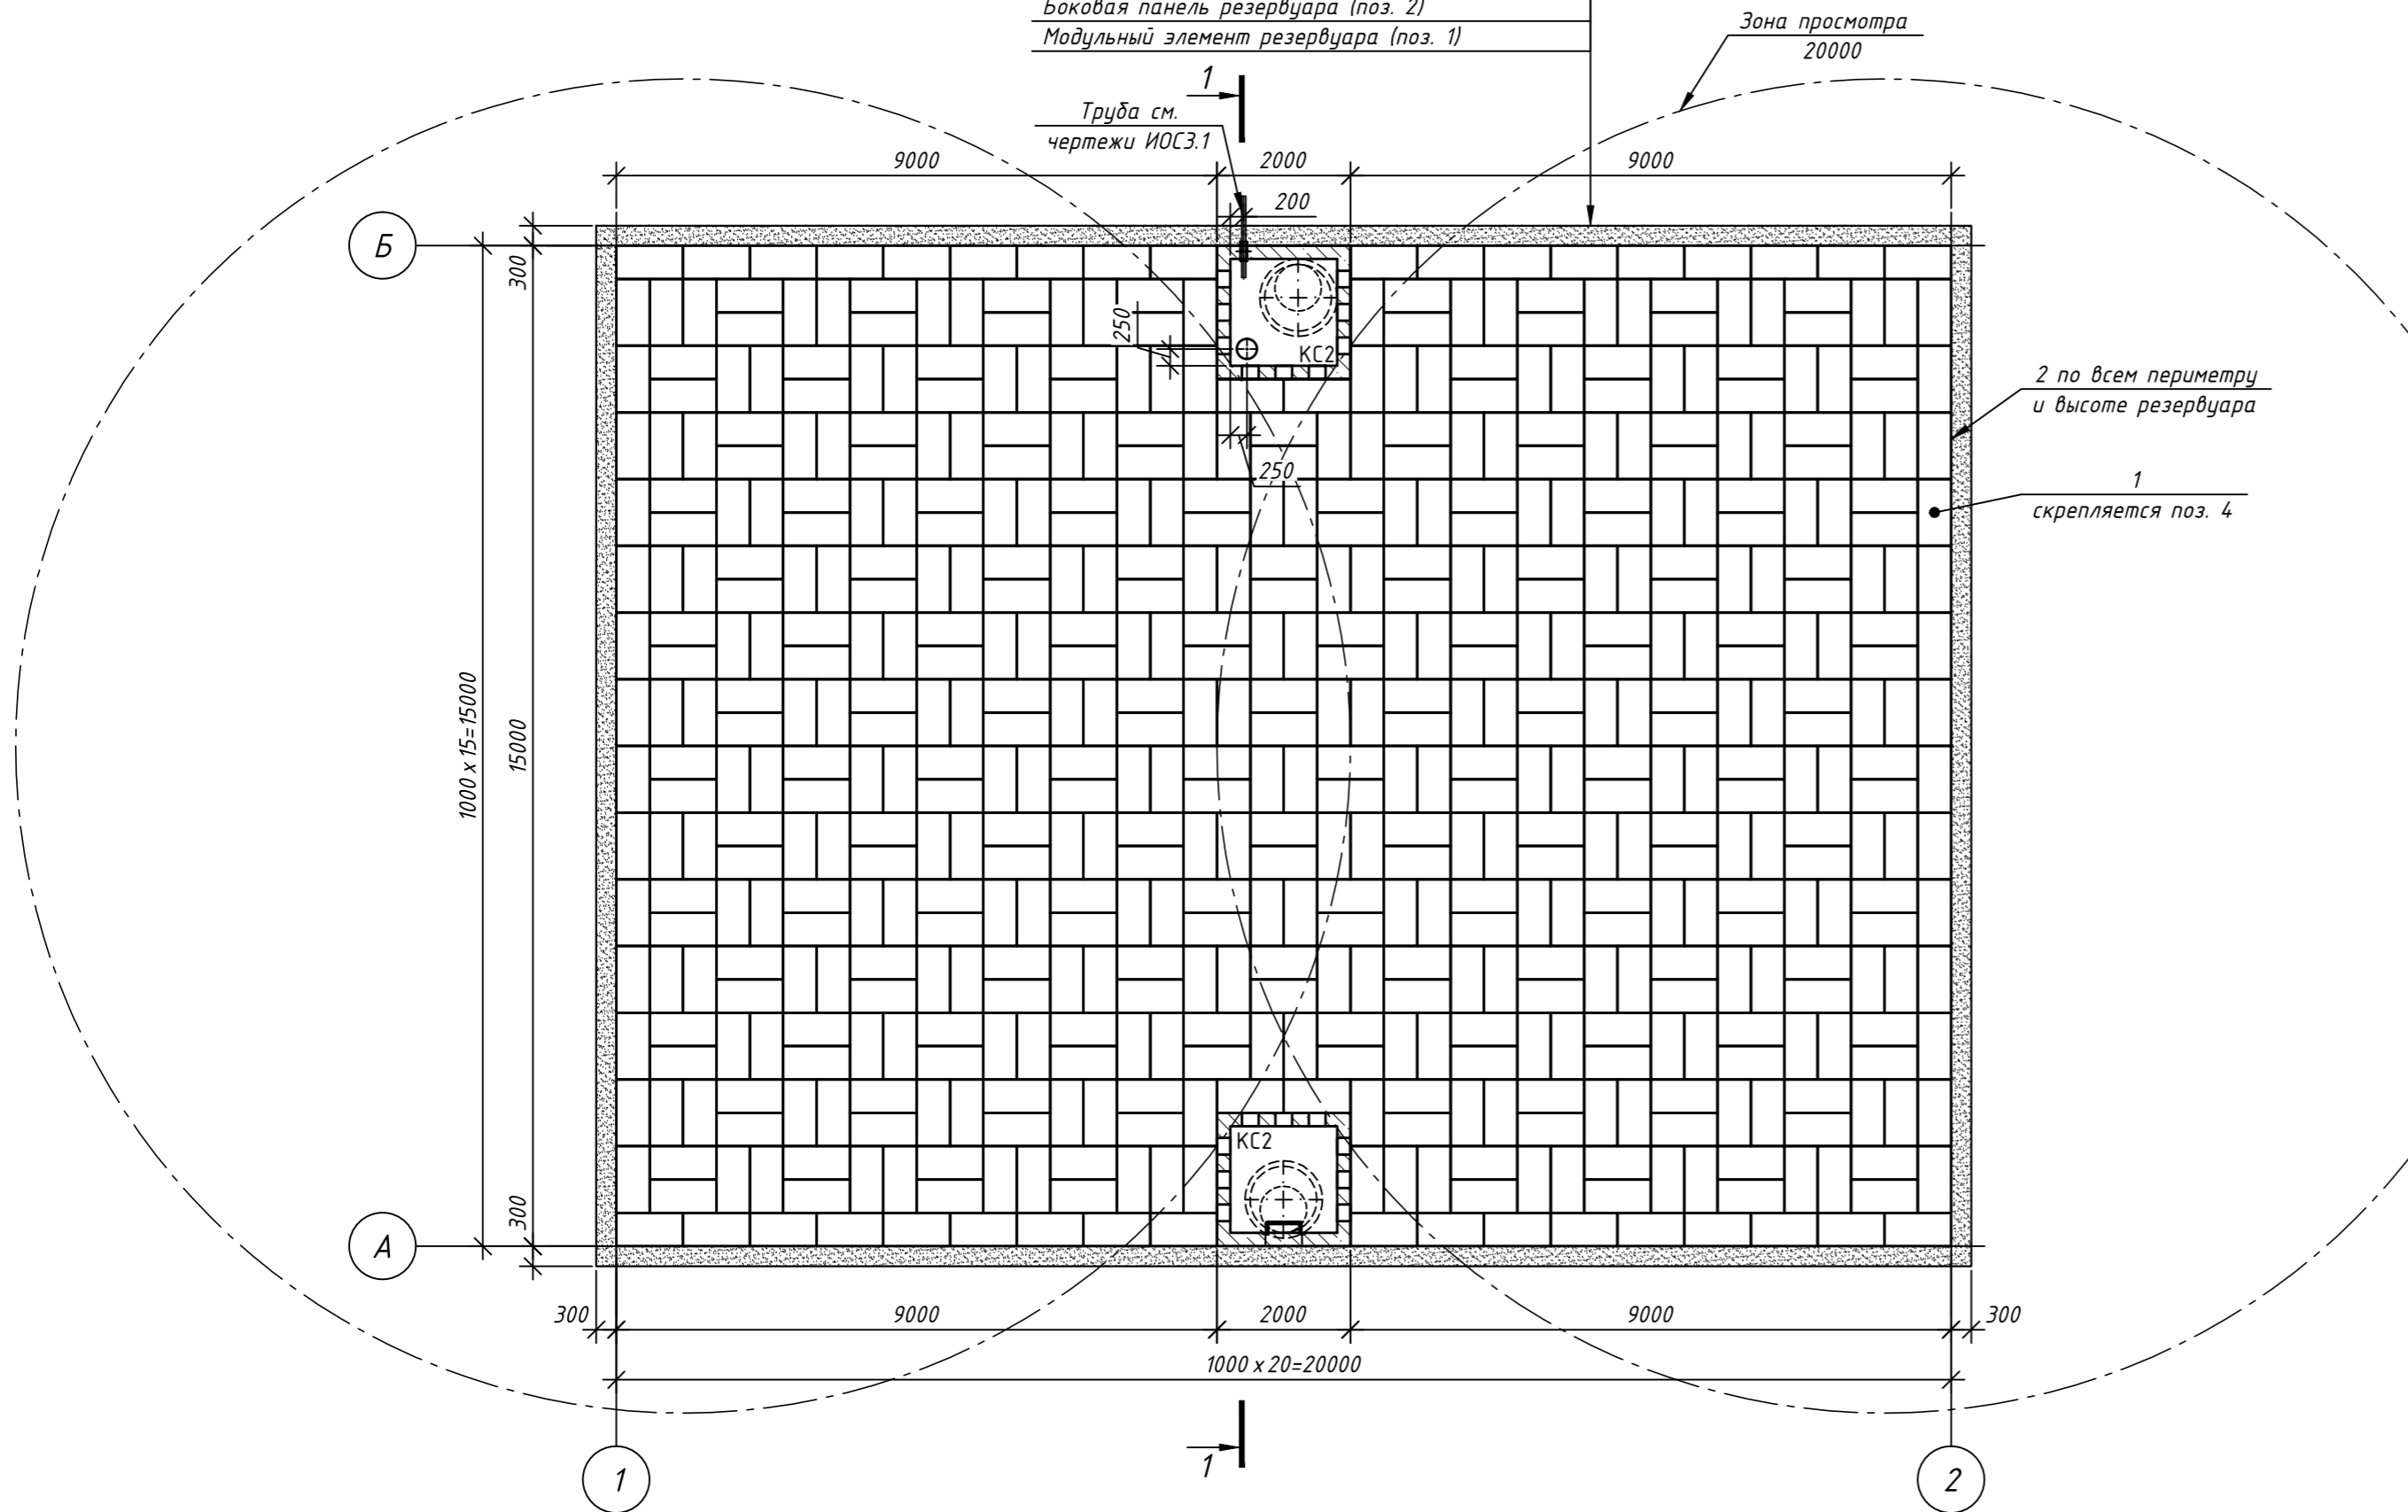 Боковая панель резервуара (поз. 2)
Модульный элемент резервуара (поз. 1)
Зона просмотра
20000
1
Труба см.
чертежи ИОС3.1
9000
2000
9000
200
Б
300
250
КС2
2 по всем периметру
и высоте резервуара
250
1
скрепляется поз. 4
1000 х 15=15000
15000
КС2
300
А
300
9000
2000
9000
300
1000 х 20=20000
1
1
2